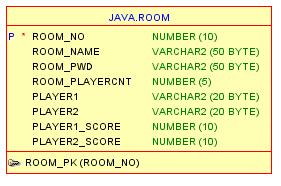 JAVA.ROOM
P * ROOM_NO NUMBER (10)
ROOM_NAME VARCHAR2 (50 BYTE)
ROOM_PWD VARCHAR2 (50 BYTE)
ROOM_PLAYERCNT NUMBER (5)
PLAYER1 VARCHAR2 (20 BYTE)
PLAYER2 VARCHAR2 (20 BYTE)
PLAYER1_SCORE NUMBER (10)
PLAYER2_SCORE NUMBER (10)
ROOM_PK (ROOM_NO)